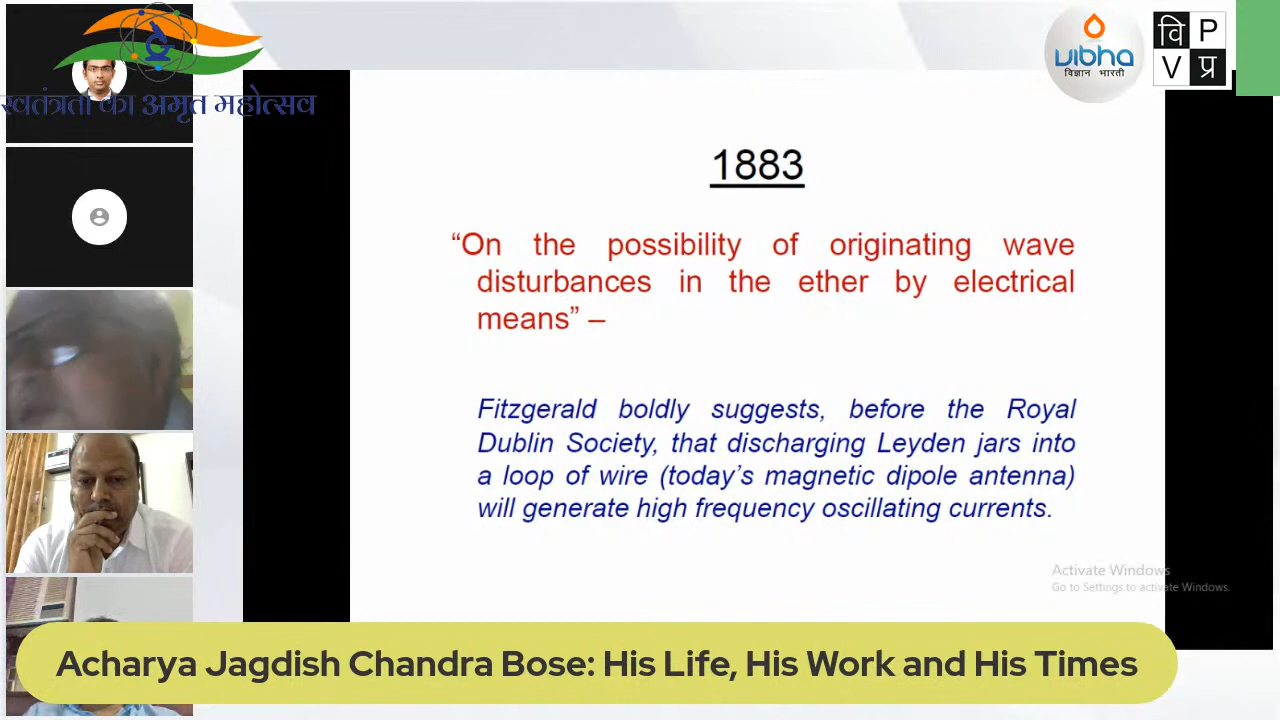 स्वतंत्रता का अमृत महोत्सव
vibha
विज्ञान भारती
वि P
V प्र
1883
“On the possibility of originating wave
disturbances in the ether by electrical
means” –
Fitzgerald boldly suggests, before the Royal
Dublin Society, that discharging Leyden jars into
a loop of wire (today’s magnetic dipole antenna)
will generate high frequency oscillating currents.
Activate Windows
Go to Settings to activate Windows.
Acharya Jagdish Chandra Bose: His Life, His Work and His Times